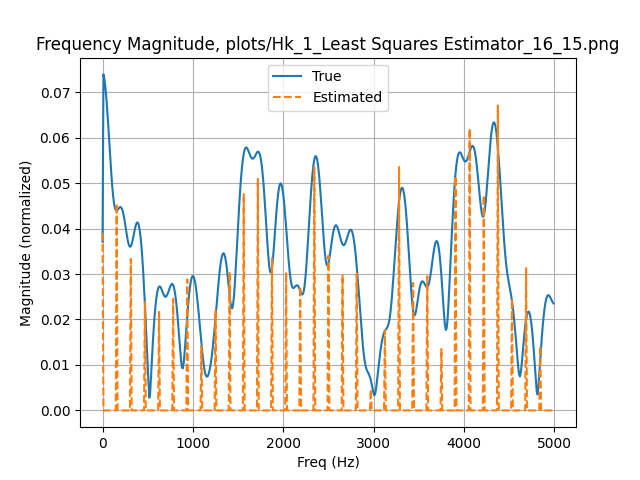 Frequency Magnitude, plots/Hk_1_Least Squares Estimator_16_15.png
True
Estimated
Magnitude (normalized)
0.07
0.06
0.05
0.04
0.03
0.02
0.01
0.00
0
1000
2000
3000
4000
5000
Freq (Hz)